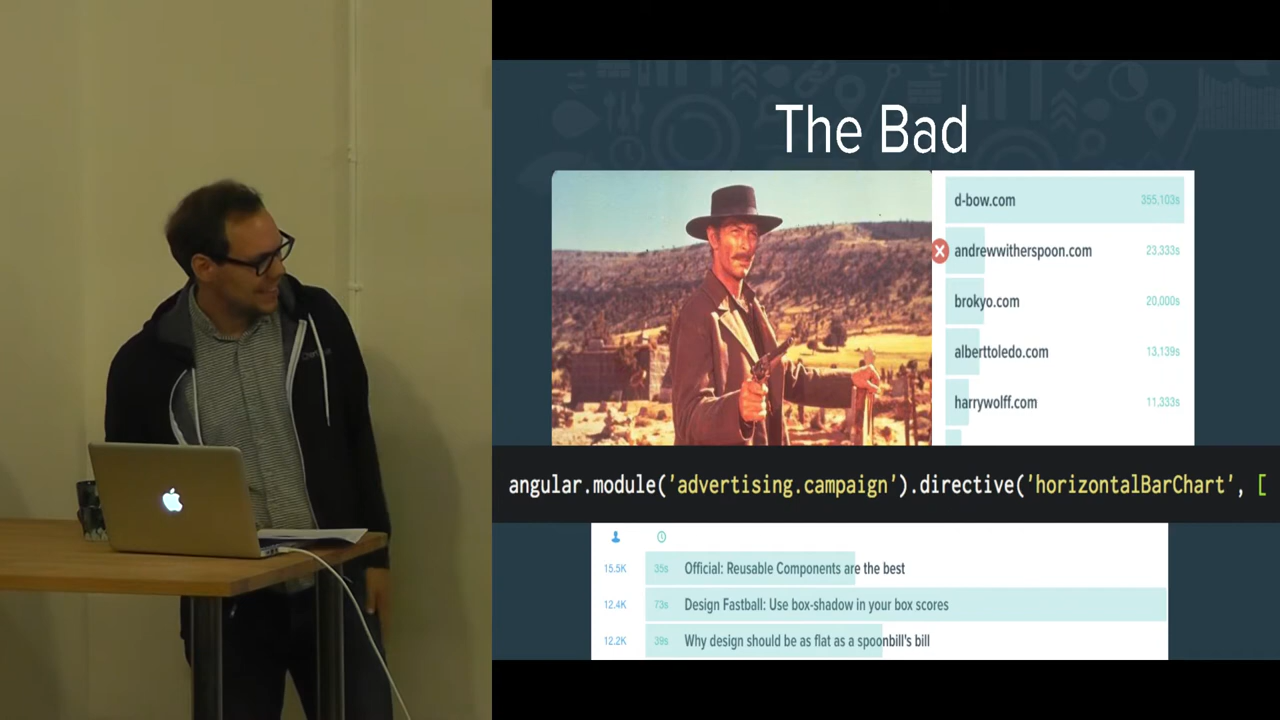 The Bad
d-bow.com 355,103s
andrewwitherspoon.com 23,333s
brokyo.com 20,000s
alberttoledo.com 13,139s
harrywolff.com 11,333s
angular.module('advertising.campaign').directive('horizontalBarChart', [
15.5K 35s Official: Reusable Components are the best
12.4K 73s Design Fastball: Use box-shadow in your box scores
12.2K 39s Why design should be as flat as a spoonbill's bill